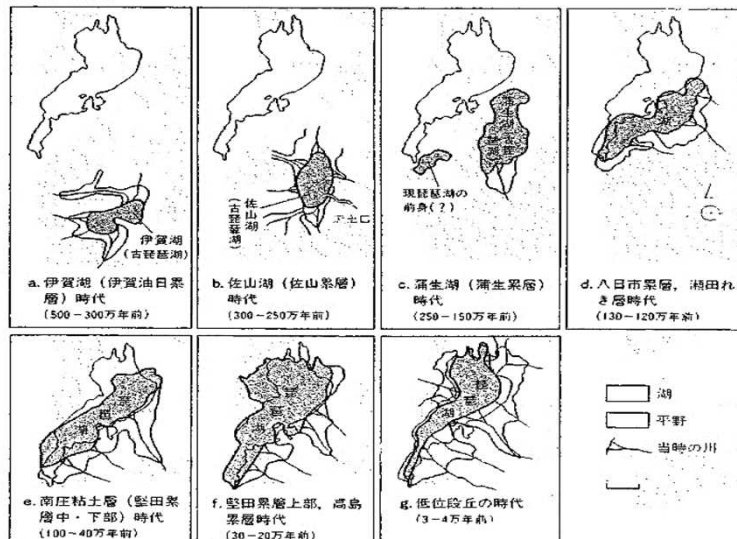 伊賀湖
(古琵琶湖)
a. 伊賀湖(伊賀油日累
層)時代
(500-300万年前)
佐山湖
(古琵琶湖)
b. 佐山湖(佐山累層)
時代
(300-250万年前)
蒲生湖
古琵琶湖
現琵琶湖の
前身(?)
c. 蒲生湖(蒲生累層)
時代
(250-150万年前)
d. 八日市累層,瀬田れ
き層時代
(130-120万年前)
琵琶湖
e. 南庄粘土層(堅田累
層中・下部)時代
(100-40万年前)
琵琶湖
f. 堅田累層上部,高島
累層時代
(30-20万年前)
琵琶湖
g. 低位段丘の時代
(3-4万年前)
湖
平野
当時の川